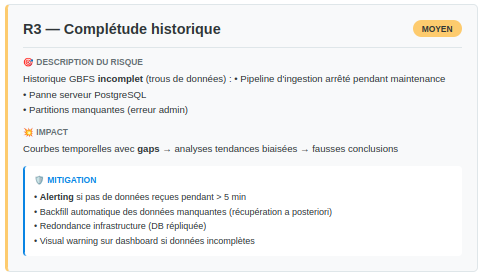 R3 — Complétude historique
MOYEN
🎯 DESCRIPTION DU RISQUE
Historique GBFS incomplet (trous de données) : • Pipeline d'ingestion arrêté pendant maintenance
• Panne serveur PostgreSQL
• Partitions manquantes (erreur admin)
💥 IMPACT
Courbes temporelles avec gaps → analyses tendances biaisées → fausses conclusions
🛡️ MITIGATION
• Alerting si pas de données reçues pendant > 5 min
• Backfill automatique des données manquantes (récupération a posteriori)
• Redondance infrastructure (DB répliquée)
• Visual warning sur dashboard si données incomplètes